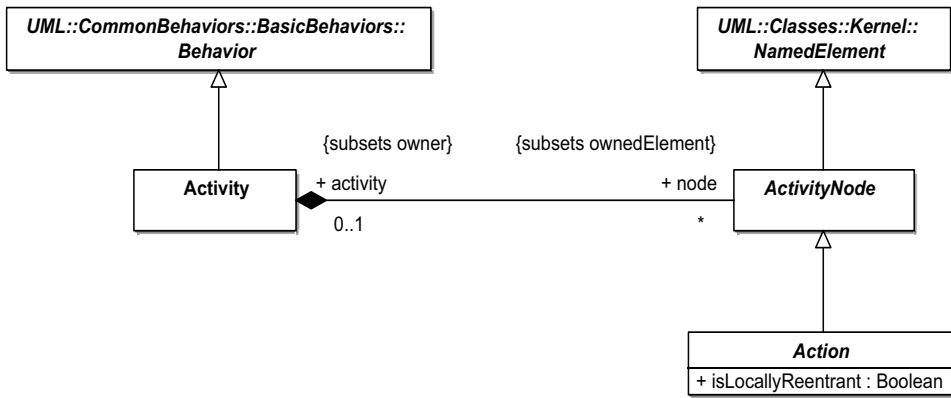 UML::CommonBehaviors::BasicBehaviors::
Behavior
UML::Classes::Kernel::
NamedElement
{subsets owner}
{subsets ownedElement}
Activity
+ activity
+ node
ActivityNode
0..1
*
Action
+ isLocallyReentrant : Boolean